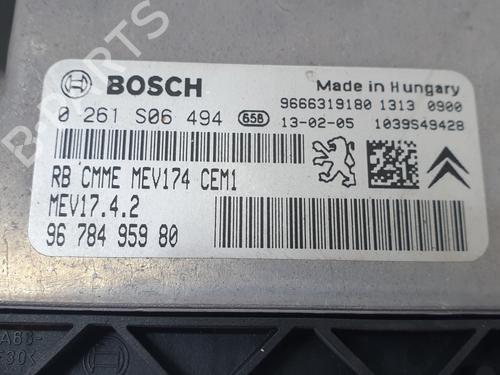 B-PARTS
BOSCH
Made in Hungary
9666319180 1313 0900
0 261 S06 494 658 13-02-05 1039S49428
RB CMME MEV174 CEM1
MEV17.4.2
96 784 959 80